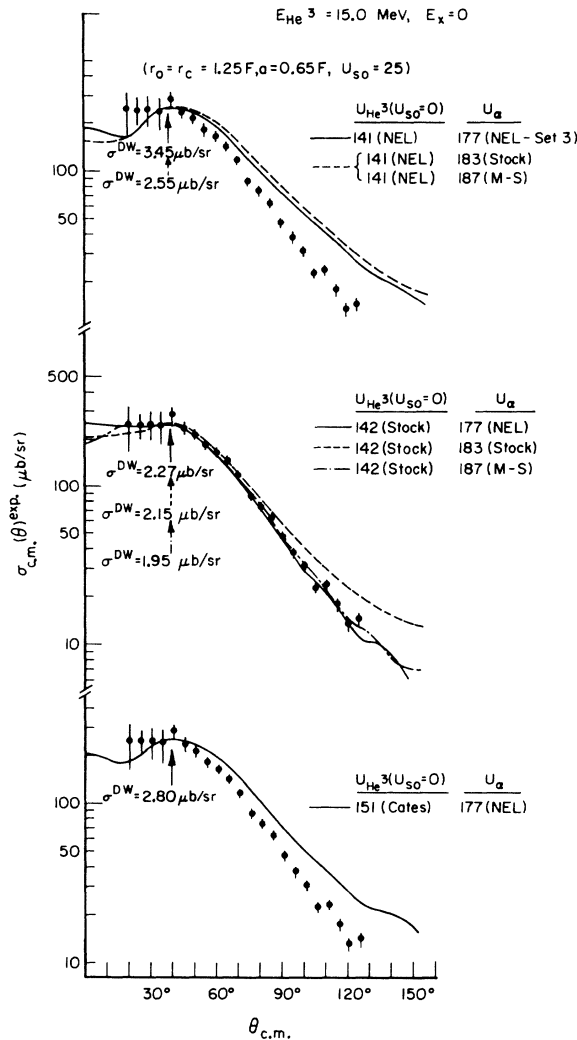 E_He³ = 15.0 MeV, E_x = 0
(r_o = r_c = 1.25 F, a = 0.65 F, U_so = 25)
U_He³(U_so=0) U_α
141 (NEL) 177 (NEL-Set 3)
141 (NEL) 183 (Stock)
141 (NEL) 187 (M-S)
σ^DW = 3.45 μb/sr
σ^DW = 2.55 μb/sr
100
50
500
U_He³(U_so=0) U_α
142 (Stock) 177 (NEL)
142 (Stock) 183 (Stock)
142 (Stock) 187 (M-S)
σ^DW = 2.27 μb/sr
σ^DW = 2.15 μb/sr
σ^DW = 1.95 μb/sr
100
50
10
σ_c.m.(θ)^exp. (μb/sr)
U_He³(U_so=0) U_α
151 (Cates) 177 (NEL)
σ^DW = 2.80 μb/sr
100
50
10
30° 60° 90° 120° 150°
θ_c.m.